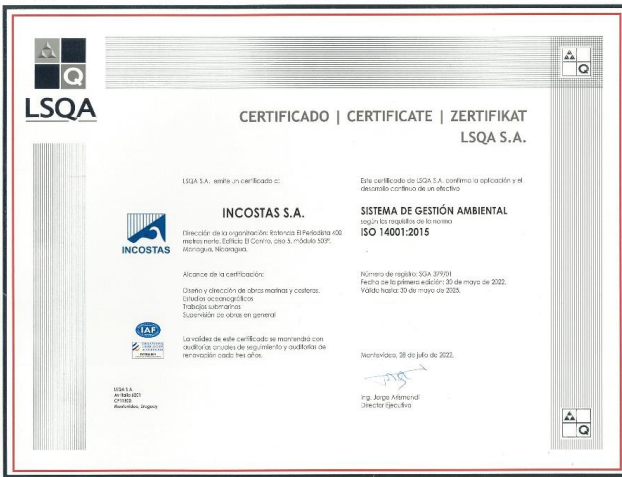 LSQA
CERTIFICADO | CERTIFICATE | ZERTIFIKAT
LSQA S.A.
LSQA S.A. emite un certificado a:
INCOSTAS S.A.
INCOSTAS
Dirección de la organización: Rotonda El Periodista 400
metros norte, Edificio El Centro, piso 5, módulo 503º.
Managua, Nicaragua.
Alcance de la certificación:
Diseño y dirección de obras marinas y costeras.
Estudios oceanográficos
Trabajos submarinos
Supervisión de obras en general
IAF
La validez de este certificado se mantendrá con
auditorías anuales de seguimiento y auditorías de
renovación cada tres años.
LSQA S.A.
Av Italia 6201
CP11500
Montevideo, Uruguay
Este certificado de LSQA S.A. confirma la aplicación y el
desarrollo continuo de un efectivo
SISTEMA DE GESTIÓN AMBIENTAL
según los requisitos de la norma
ISO 14001:2015
Número de registro: SGA 379/01
Fecha de la primera edición: 30 de mayo de 2022.
Válido hasta: 30 de mayo de 2025.
Montevideo, 28 de julio de 2022.
Ing. Jorge Arismendi
Director Ejecutivo
Q
Q